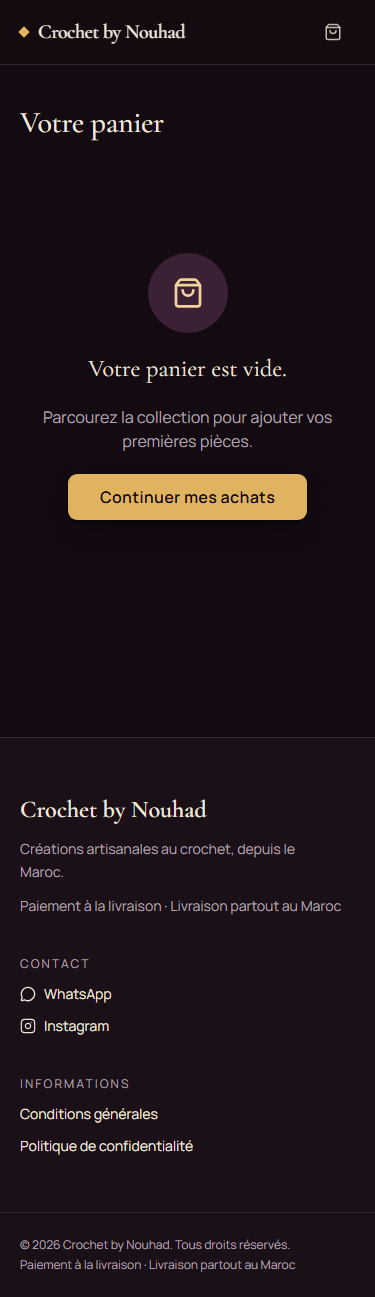 Crochet by Nouhad
Votre panier
Votre panier est vide.
Parcourez la collection pour ajouter vos
premières pièces.
Continuer mes achats
Crochet by Nouhad
Créations artisanales au crochet, depuis le
Maroc.
Paiement à la livraison · Livraison partout au Maroc
CONTACT
WhatsApp
Instagram
INFORMATIONS
Conditions générales
Politique de confidentialité
© 2026 Crochet by Nouhad. Tous droits réservés.
Paiement à la livraison · Livraison partout au Maroc